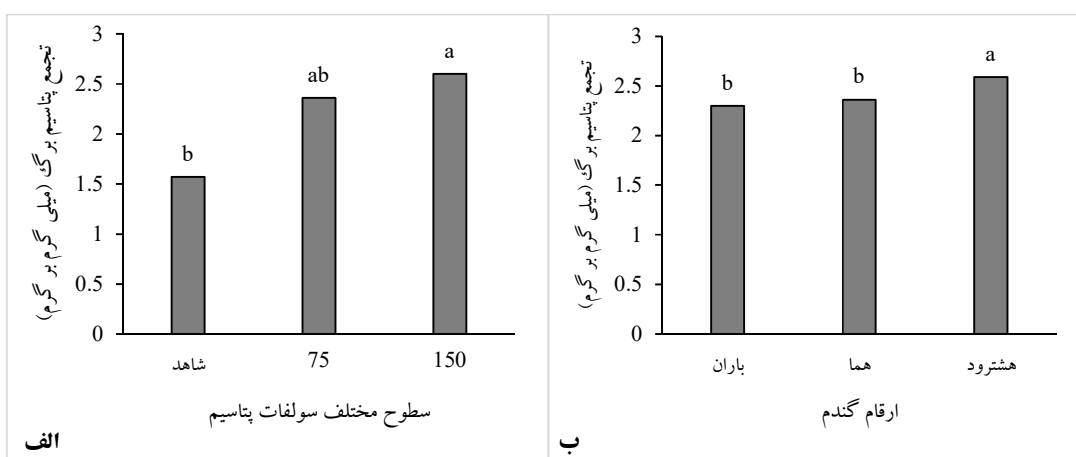 تجمع پتاسیم برگ (میلی گرم بر گرم)
3
2.5
2
1.5
1
0.5
0
b
ab
a
شاهد
75
150
سطوح مختلف سولفات پتاسیم
الف
تجمع پتاسیم برگ (میلی گرم بر گرم)
3
2.5
2
1.5
1
0.5
0
b
b
a
باران
هما
هشترود
ارقام گندم
ب